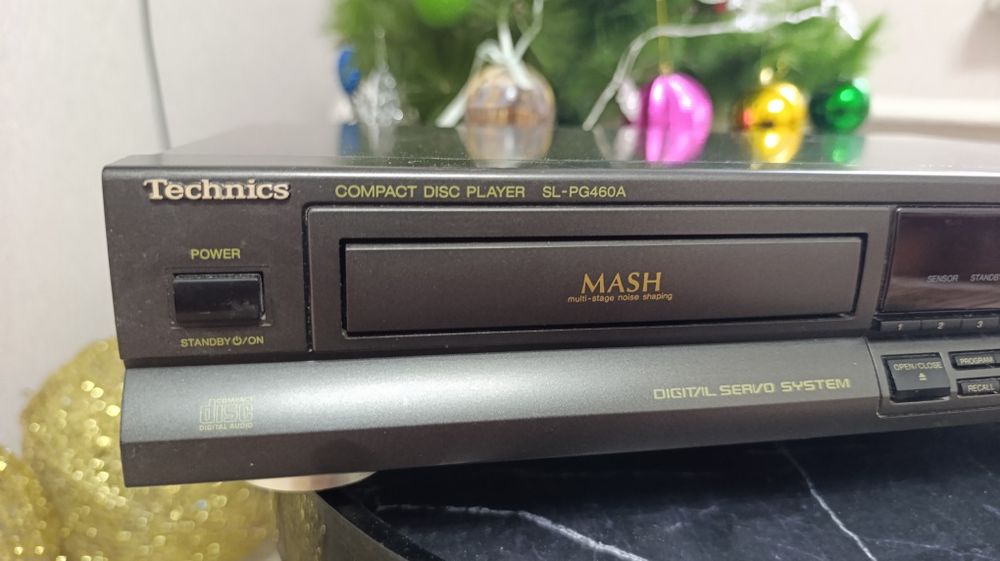 Technics
COMPACT DISC PLAYER SL-PG460A
POWER
STANDBY⏻/ON
MASH
multi-stage noise shaping
SENSOR STANDBY
1 2 3
OPEN/CLOSE
PROGRAM
RECALL
COMPACT
disc
DIGITAL AUDIO
DIGITAL SERVO SYSTEM